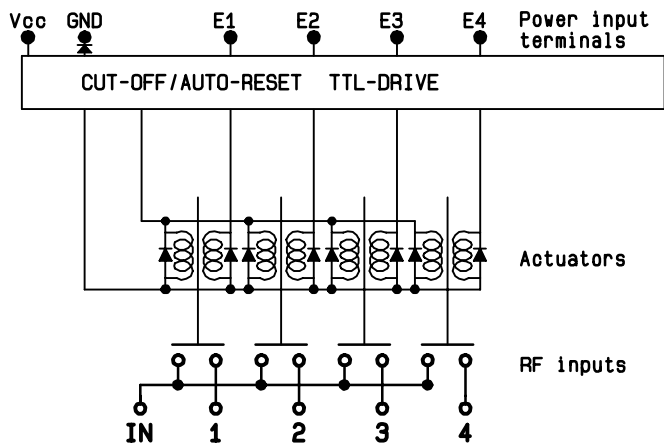 Vcc GND E1 E2 E3 E4 Power input
terminals
CUT-OFF/AUTO-RESET TTL-DRIVE
Actuators
RF inputs
IN 1 2 3 4